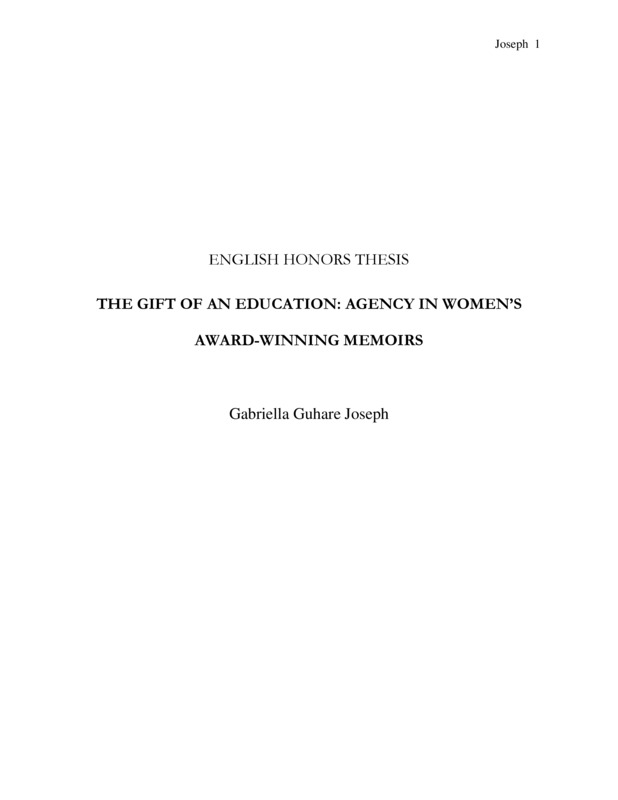 Joseph 1
ENGLISH HONORS THESIS
THE GIFT OF AN EDUCATION: AGENCY IN WOMEN’S
AWARD-WINNING MEMOIRS
Gabriella Guhare Joseph